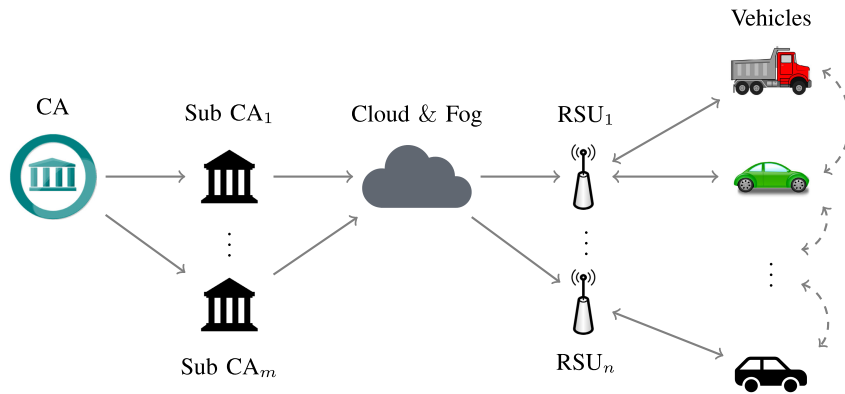 Vehicles
CA
Sub CA₁
Cloud & Fog
RSU₁
Sub CAₘ
RSUₙ